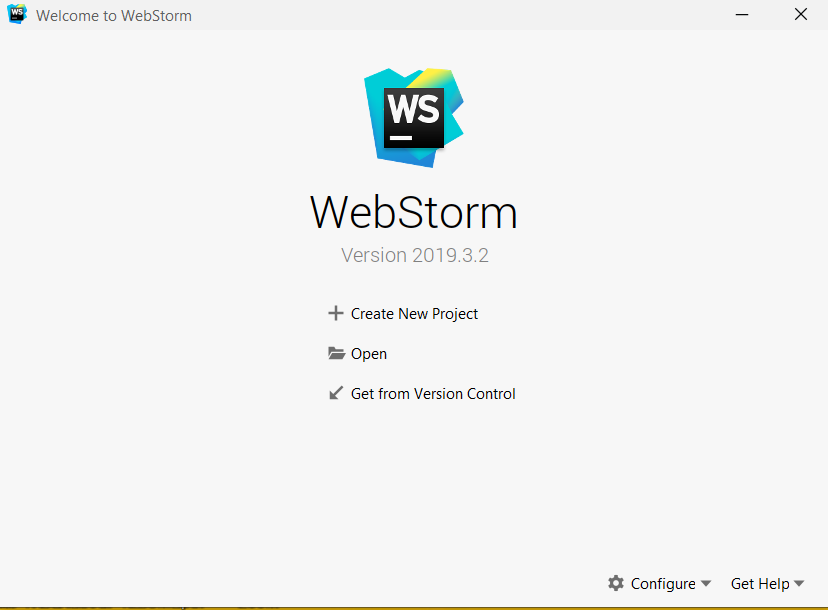 WS
Welcome to WebStorm
WS
WebStorm
Version 2019.3.2
Create New Project
Open
Get from Version Control
Configure
Get Help